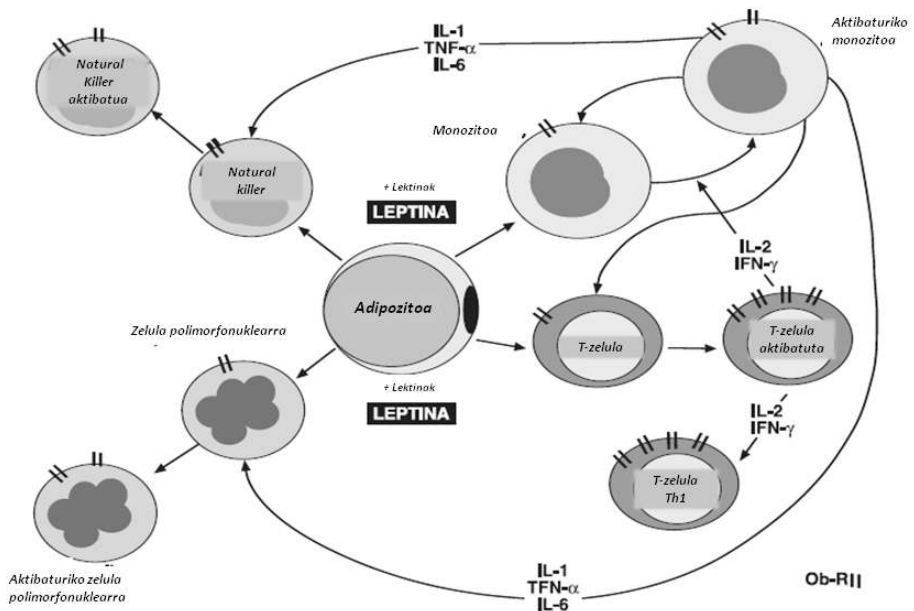 IL-1
TNF-α
IL-6
Aktibaturiko
monozitoa
Natural
Killer
aktibatua
Monozitoa
Natural
killer
+ Lektinak
LEPTINA
IL-2
IFN-γ
Adipozitoa
Zelula polimorfonuklearra
T-zelula
T-zelula
aktibatuta
+ Lektinak
LEPTINA
IL-2
IFN-γ
T-zelula
Th1
Aktibaturiko zelula
polimorfonuklearra
IL-1
TFN-α
IL-6
Ob-RII